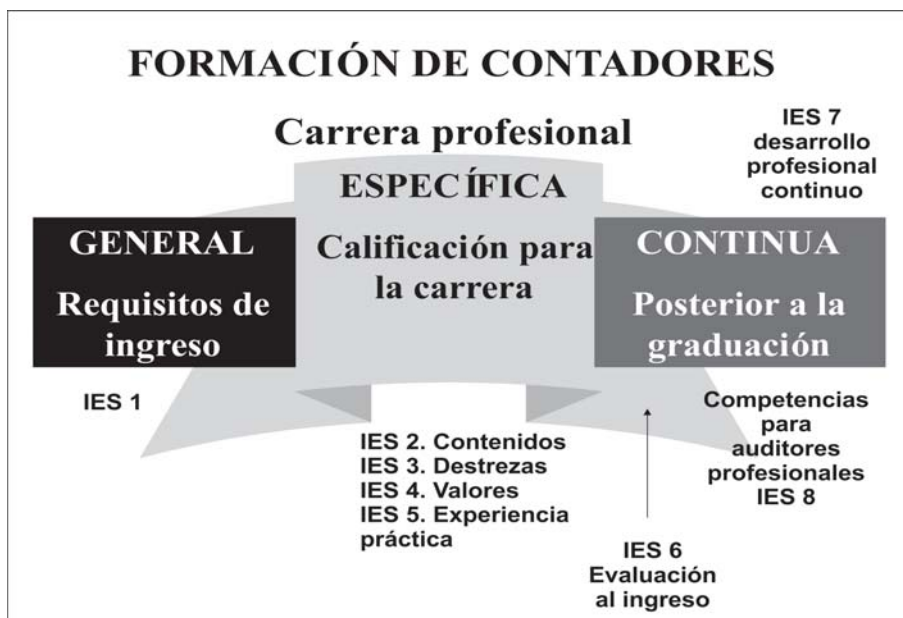 FORMACIÓN DE CONTADORES
Carrera profesional
IES 7
desarrollo
profesional
continuo
ESPECÍFICA
Calificación para
la carrera
GENERAL
Requisitos de
ingreso
CONTINUA
Posterior a la
graduación
IES 1
IES 2. Contenidos
IES 3. Destrezas
IES 4. Valores
IES 5. Experiencia
práctica
Competencias
para
auditores
profesionales
IES 8
IES 6
Evaluación
al ingreso